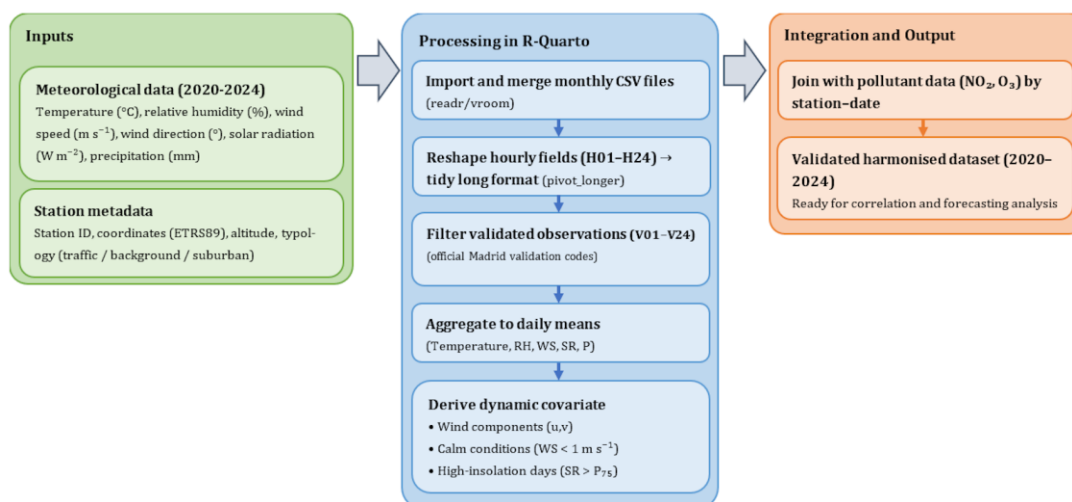 Inputs
Meteorological data (2020-2024)
Temperature (°C), relative humidity (%), wind
speed (m s⁻¹), wind direction (°), solar radiation
(W m⁻²), precipitation (mm)
Station metadata
Station ID, coordinates (ETRS89), altitude, typol-
ogy (traffic / background / suburban)
Processing in R-Quarto
Import and merge monthly CSV files
(readr/vroom)
Reshape hourly fields (H01–H24) →
tidy long format (pivot_longer)
Filter validated observations (V01–V24)
(official Madrid validation codes)
Aggregate to daily means
(Temperature, RH, WS, SR, P)
Derive dynamic covariate
• Wind components (u,v)
• Calm conditions (WS < 1 m s⁻¹)
• High-insolation days (SR > P₇₅)
Integration and Output
Join with pollutant data (NO₂, O₃) by
station–date
Validated harmonised dataset (2020–
2024)
Ready for correlation and forecasting analysis